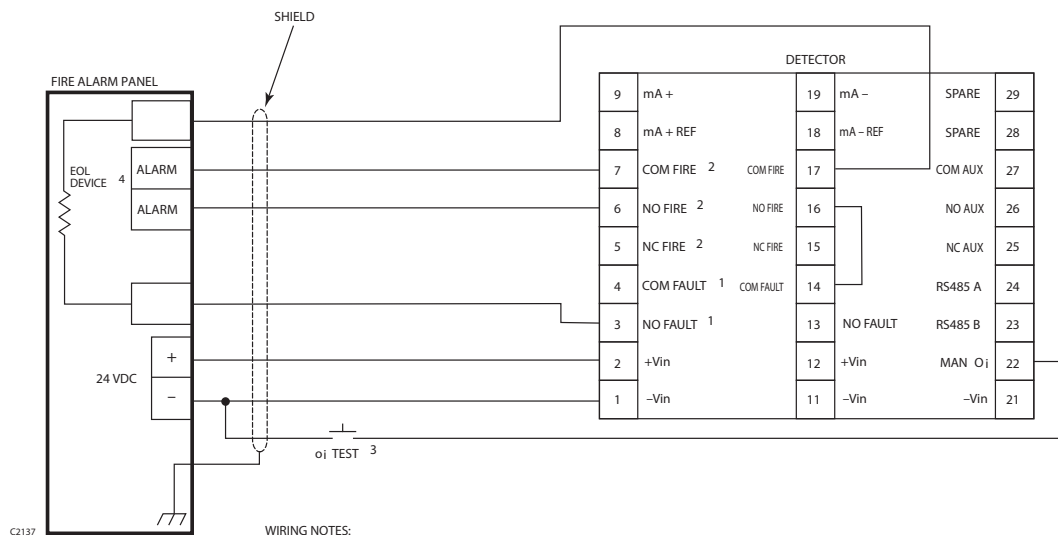 SHIELD
FIRE ALARM PANEL
DETECTOR
9 mA + 19 mA – SPARE 29
8 mA + REF 18 mA – REF SPARE 28
7 COM FIRE 2 COM FIRE 17 COM AUX 27
6 NO FIRE 2 NO FIRE 16 NO AUX 26
5 NC FIRE 2 NC FIRE 15 NC AUX 25
4 COM FAULT 1 COM FAULT 14 RS485 A 24
3 NO FAULT 1 13 NO FAULT RS485 B 23
2 +Vin 12 +Vin MAN Oi 22
1 –Vin 11 –Vin –Vin 21
EOL
DEVICE 4
ALARM
ALARM
24 VDC
+
–
oi TEST 3
C2137
WIRING NOTES: